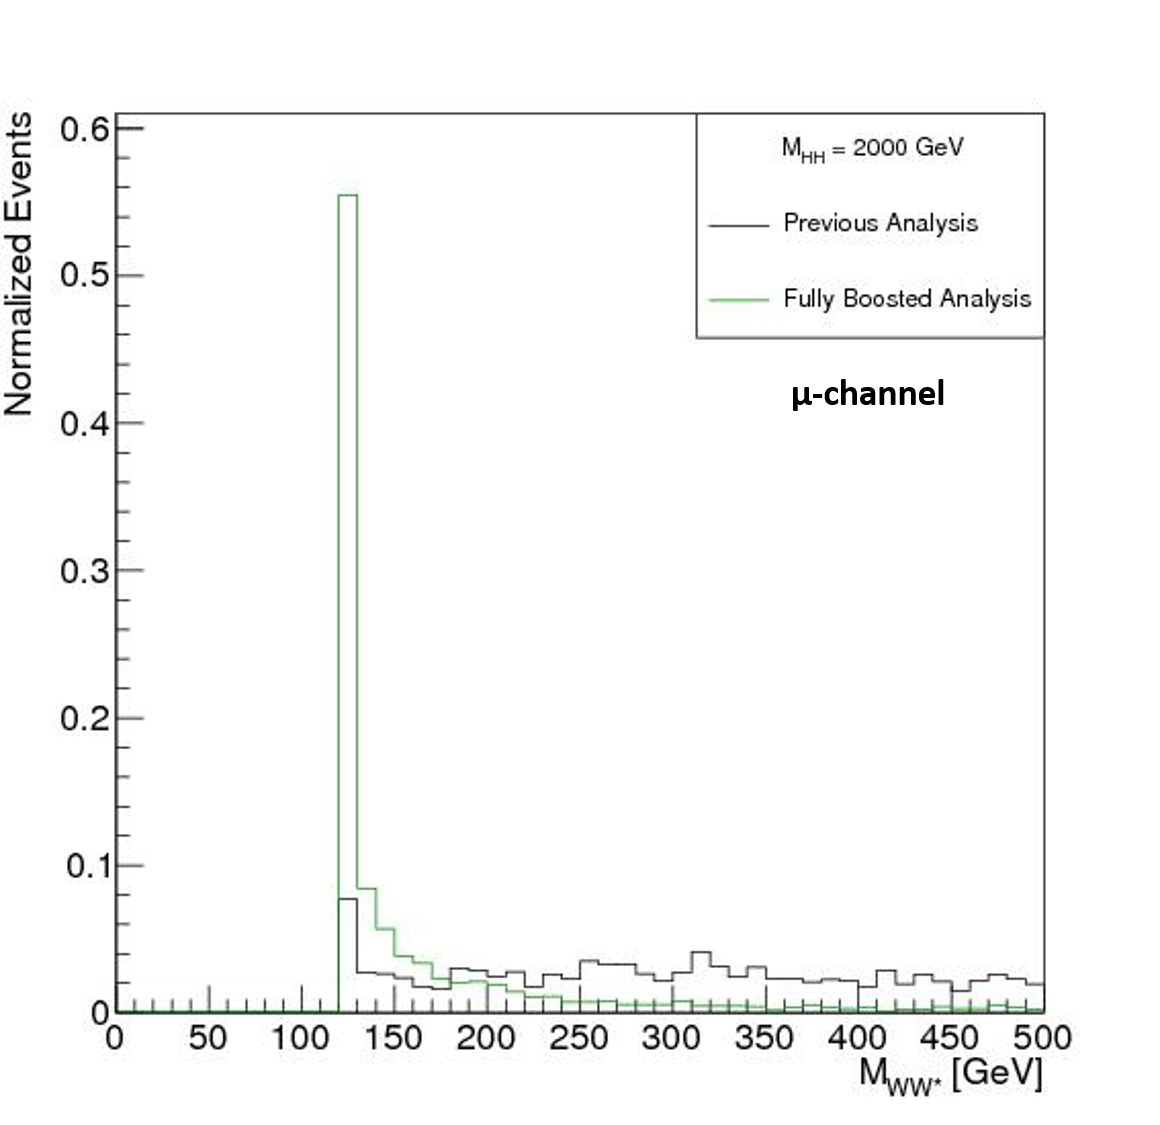 Normalized Events
0.6
0.5
0.4
0.3
0.2
0.1
0
M_HH = 2000 GeV
Previous Analysis
Fully Boosted Analysis
μ-channel
0 50 100 150 200 250 300 350 400 450 500
M_WW* [GeV]